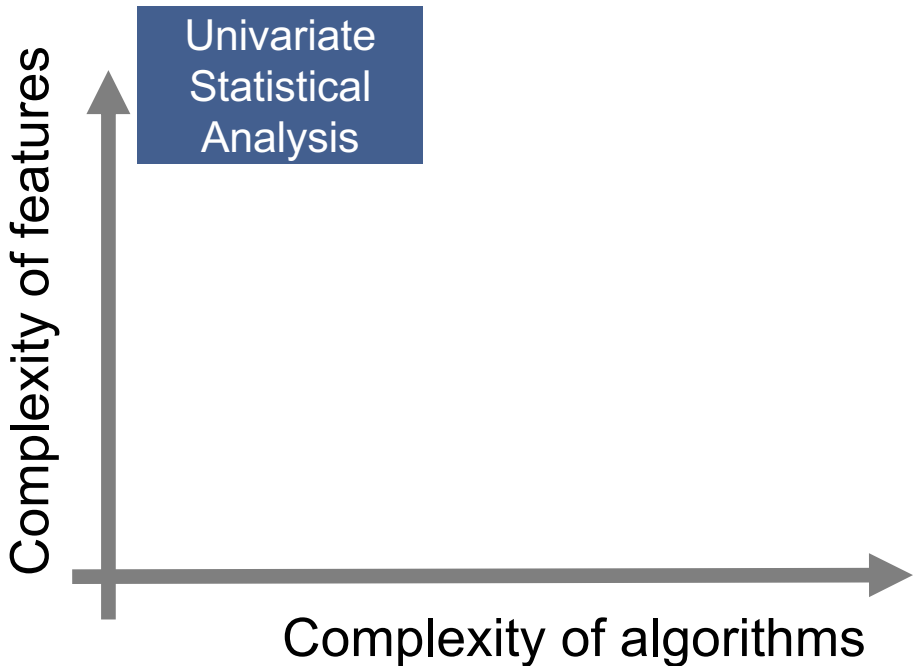 Univariate
Statistical
Analysis
Complexity of features
Complexity of algorithms